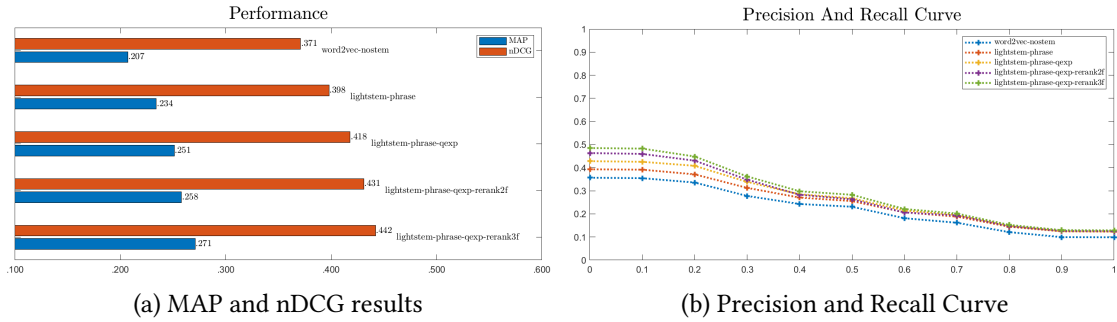 Performance
MAP
nDCG
.371
word2vec-nostem
.207
.398
lightstem-phrase
.234
.418
lightstem-phrase-qexp
.251
.431
lightstem-phrase-qexp-rerank2f
.258
.442
lightstem-phrase-qexp-rerank3f
.271
.100 .200 .300 .400 .500 .600
(a) MAP and nDCG results
Precision And Recall Curve
word2vec-nostem
lightstem-phrase
lightstem-phrase-qexp
lightstem-phrase-qexp-rerank2f
lightstem-phrase-qexp-rerank3f
1
0.9
0.8
0.7
0.6
0.5
0.4
0.3
0.2
0.1
0
0 0.1 0.2 0.3 0.4 0.5 0.6 0.7 0.8 0.9 1
(b) Precision and Recall Curve